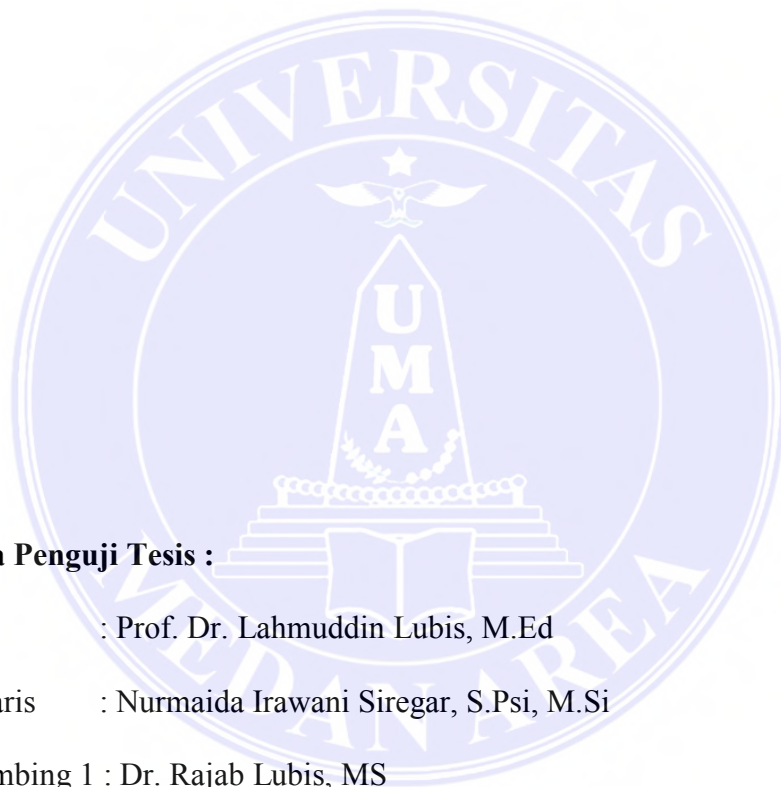 UNIVERSITAS
U
M
A
a Penguji Tesis :
: Prof. Dr. Lahmuddin Lubis, M.Ed
aris : Nurmaida Irawani Siregar, S.Psi, M.Si
mbing 1 : Dr. Rajab Lubis, MS
MEDAN AREA